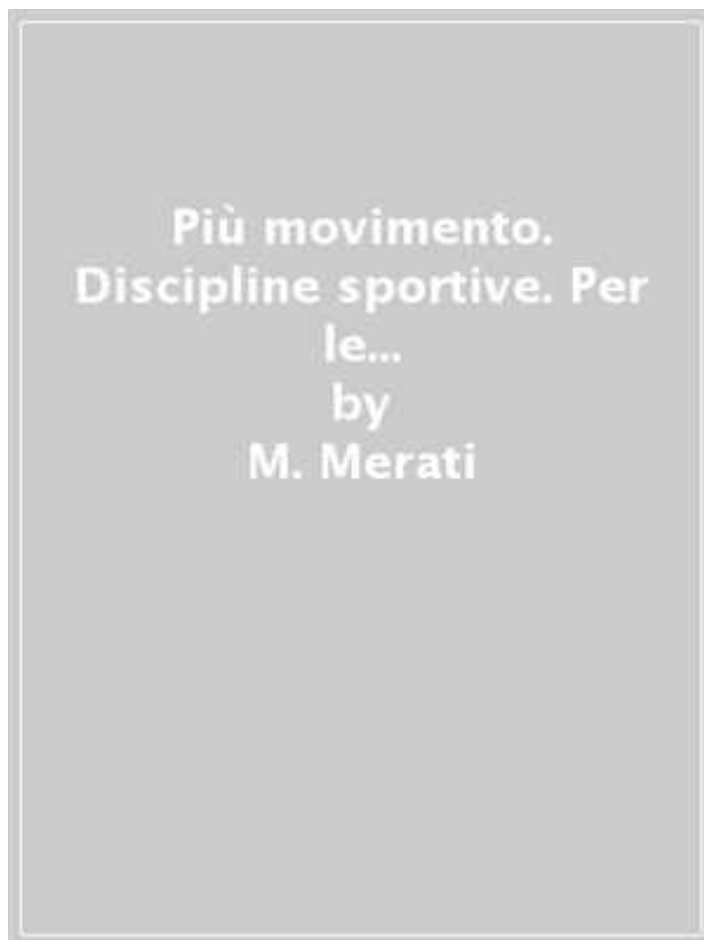 Più movimento.
Discipline sportive. Per
le...
by
M. Merati